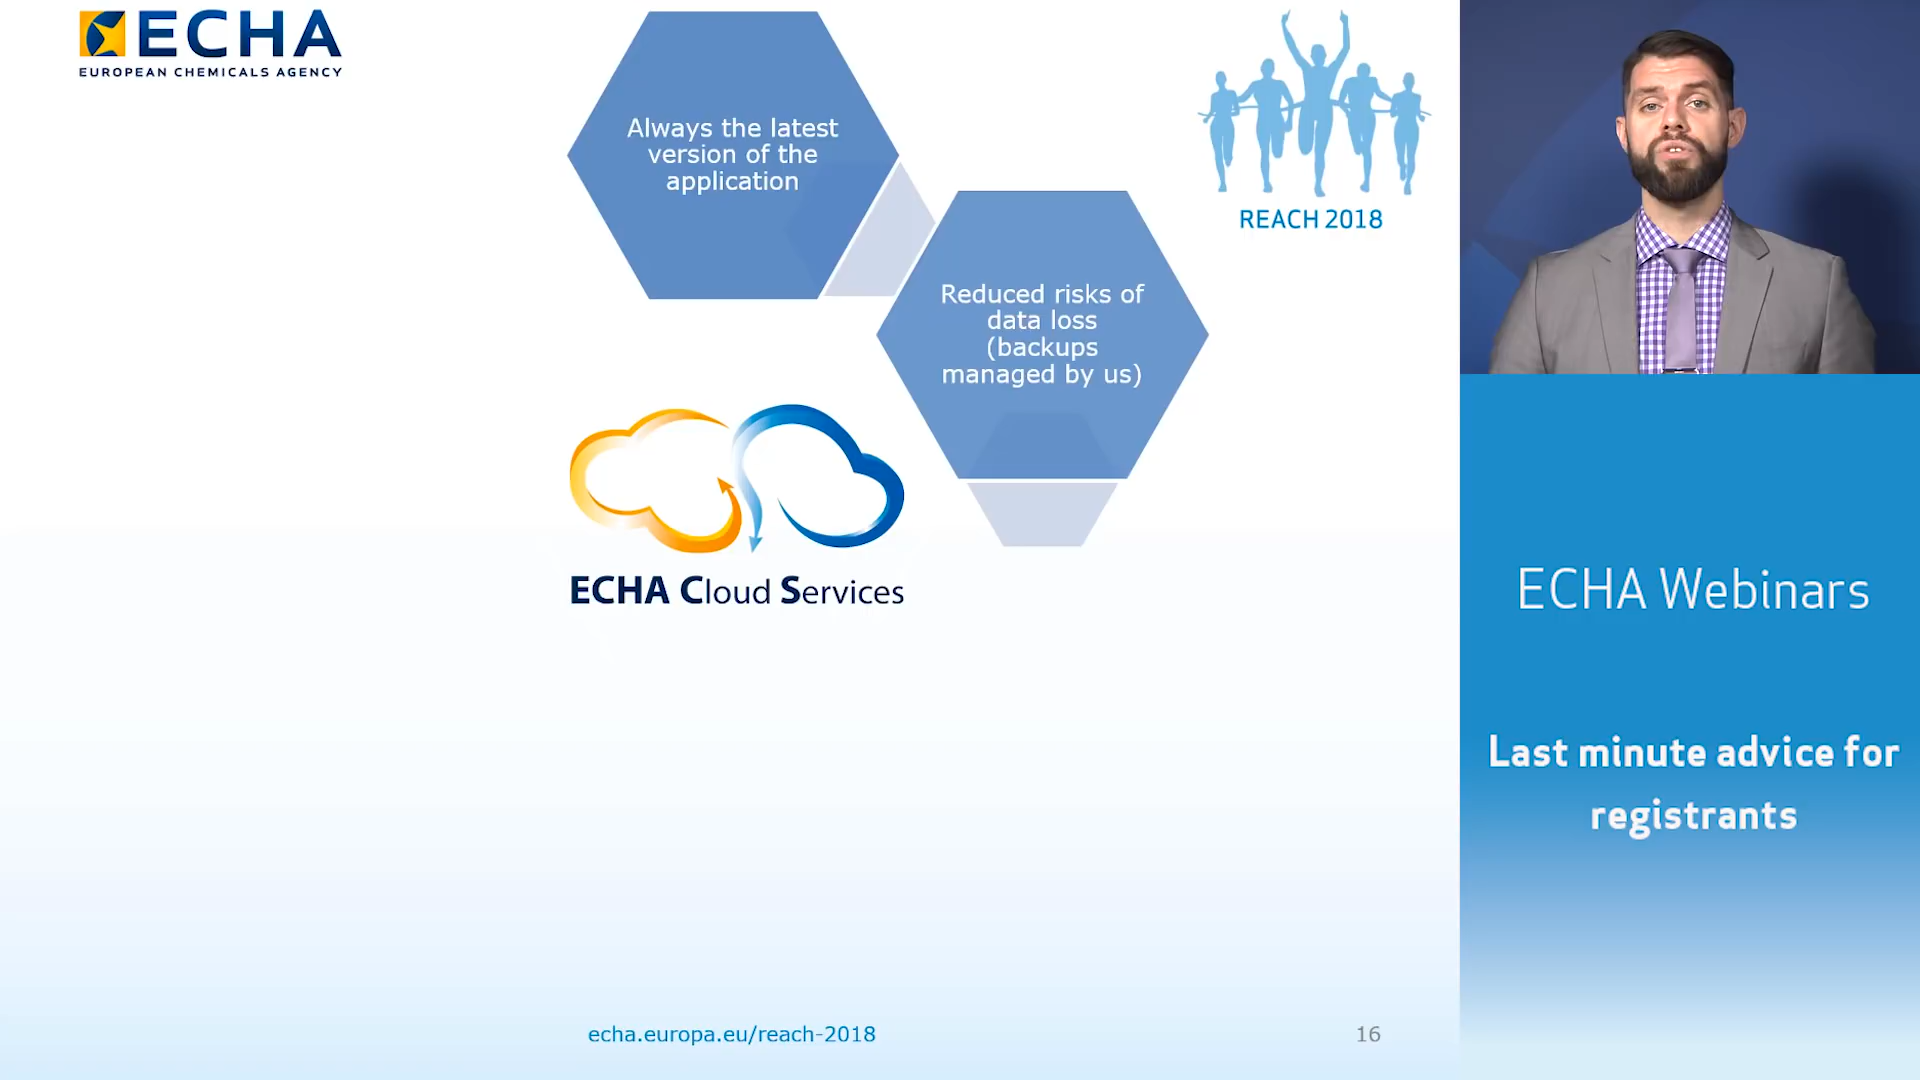 ECHA
EUROPEAN CHEMICALS AGENCY
Always the latest
version of the
application
REACH 2018
Reduced risks of
data loss
(backups
managed by us)
ECHA Cloud Services
ECHA Webinars
Last minute advice for
registrants
echa.europa.eu/reach-2018
16